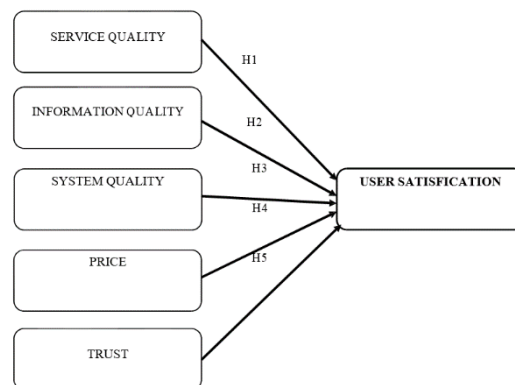 SERVICE QUALITY
H1
INFORMATION QUALITY
H2
H3
SYSTEM QUALITY
USER SATISFICATION
H4
PRICE
H5
TRUST